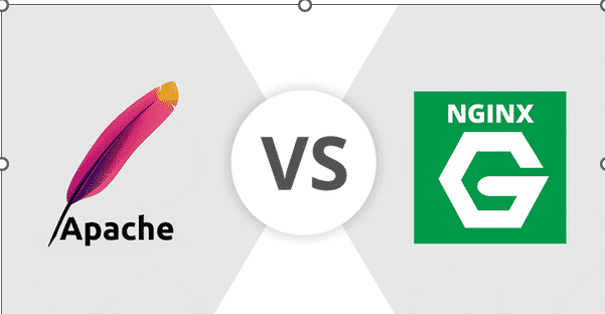 Apache
VS
NGINX
G